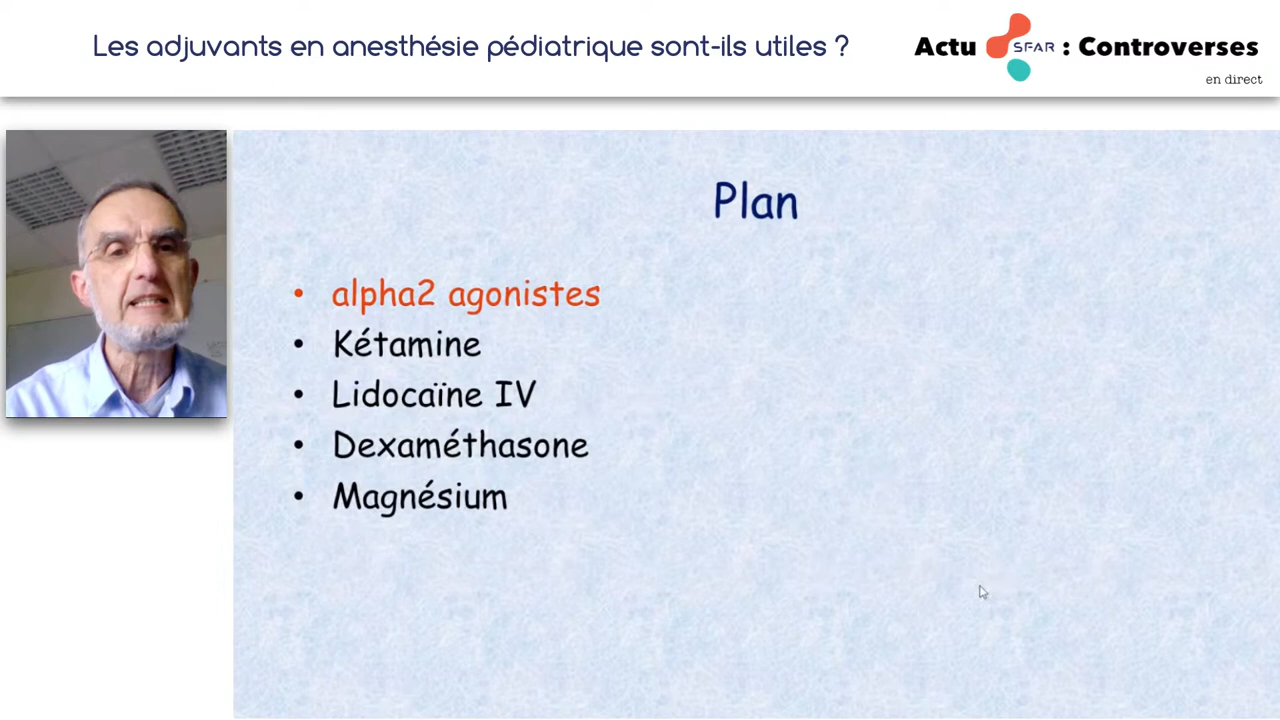 Les adjuvants en anesthésie pédiatrique sont-ils utiles ?
Actu SFAR : Controverses
en direct
Plan
• alpha2 agonistes
• Kétamine
• Lidocaïne IV
• Dexaméthasone
• Magnésium